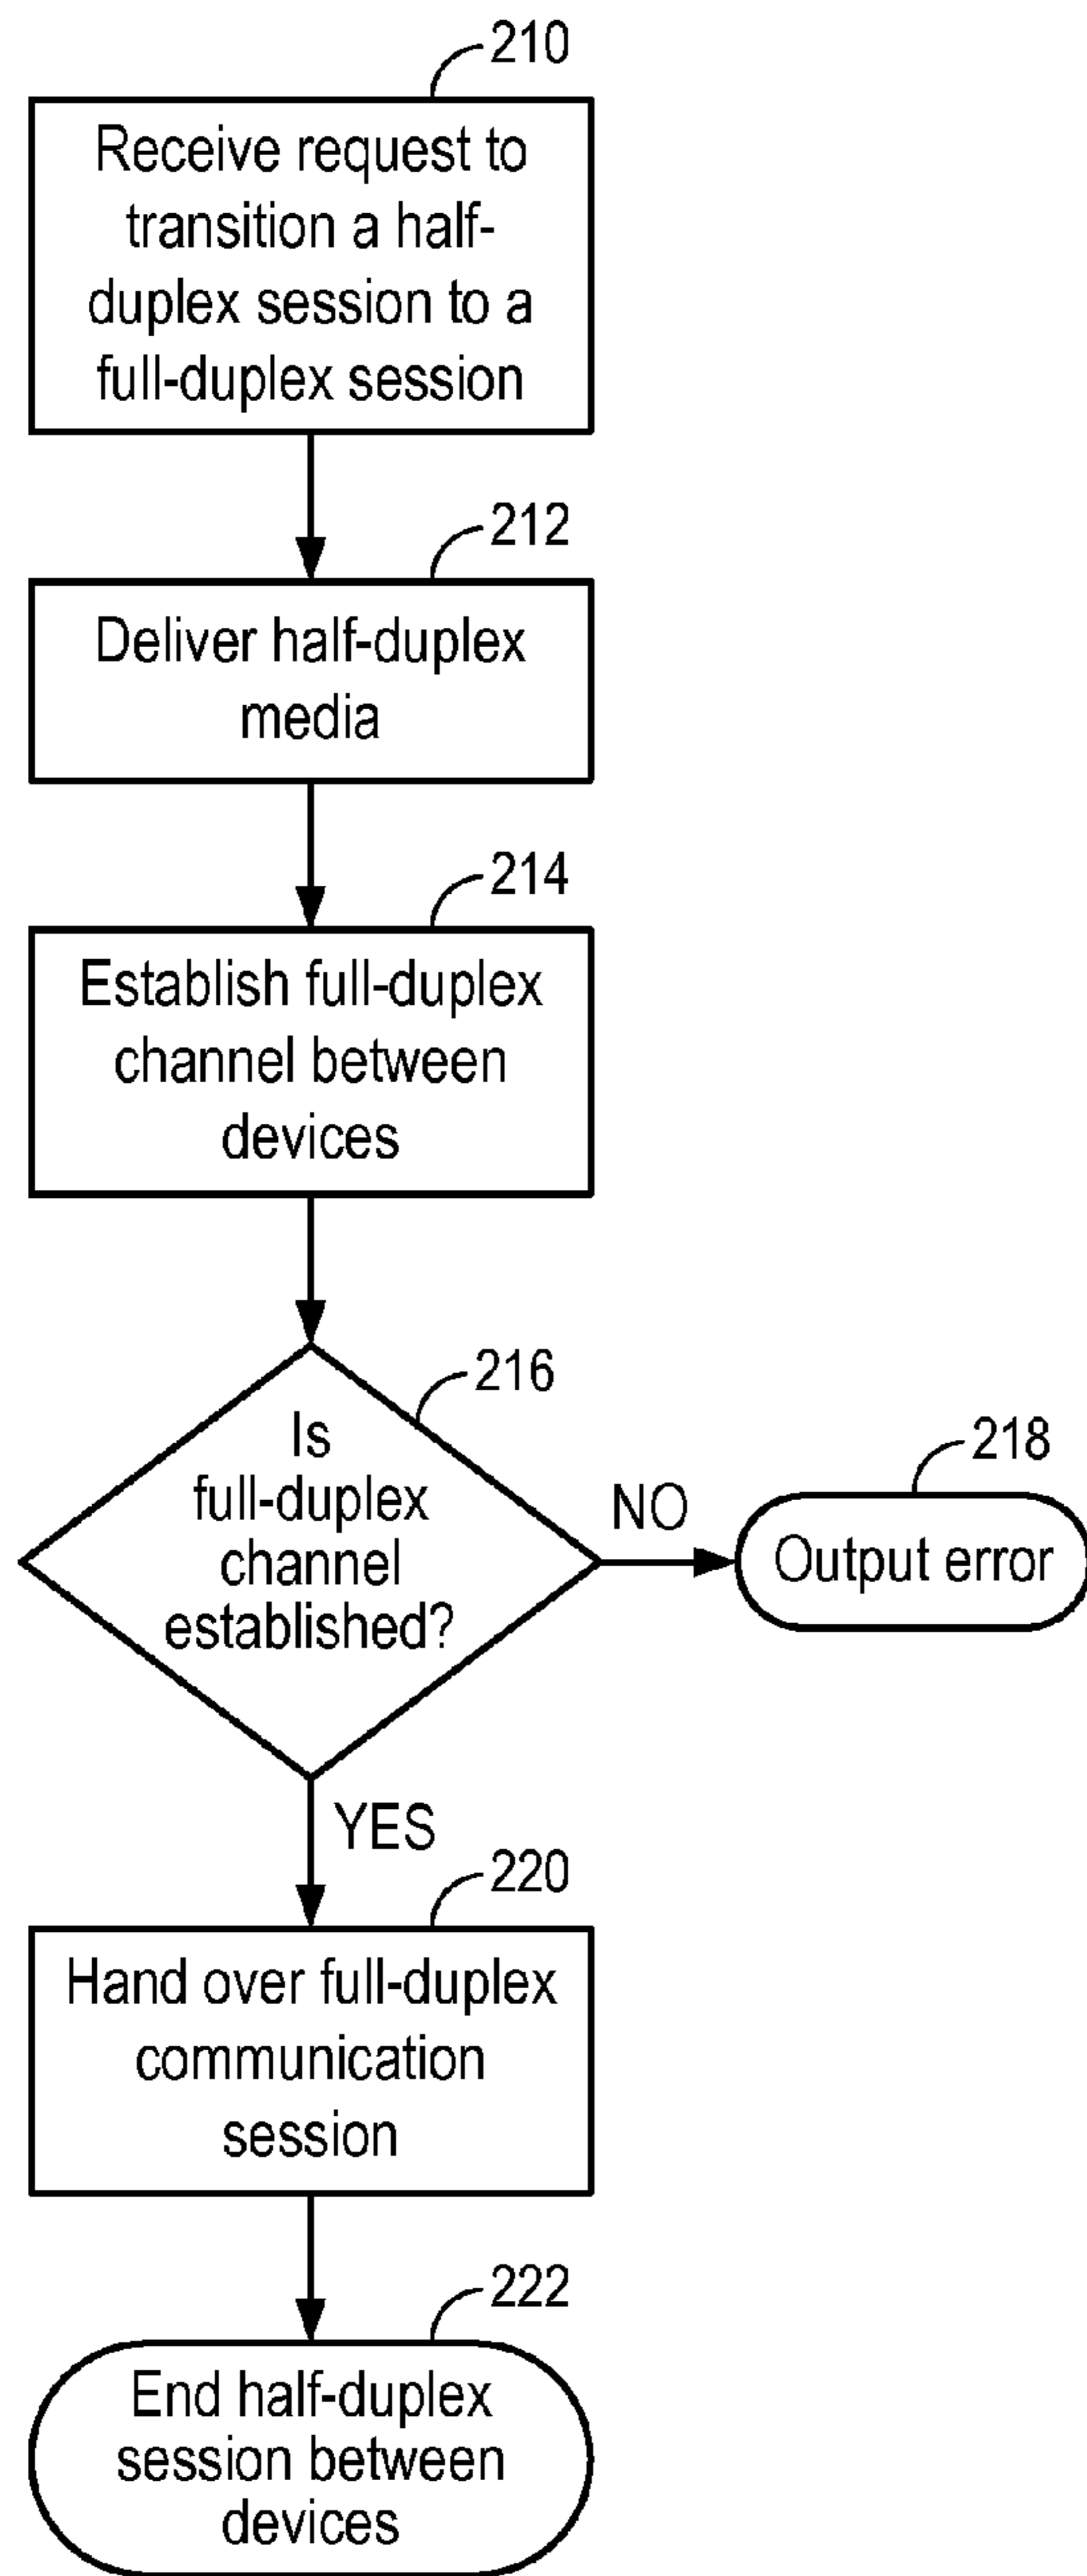 210
Receive request to
transition a half-
duplex session to a
full-duplex session
212
Deliver half-duplex
media
214
Establish full-duplex
channel between
devices
216
Is
full-duplex
channel
established?
NO
218
Output error
YES
220
Hand over full-duplex
communication
session
222
End half-duplex
session between
devices